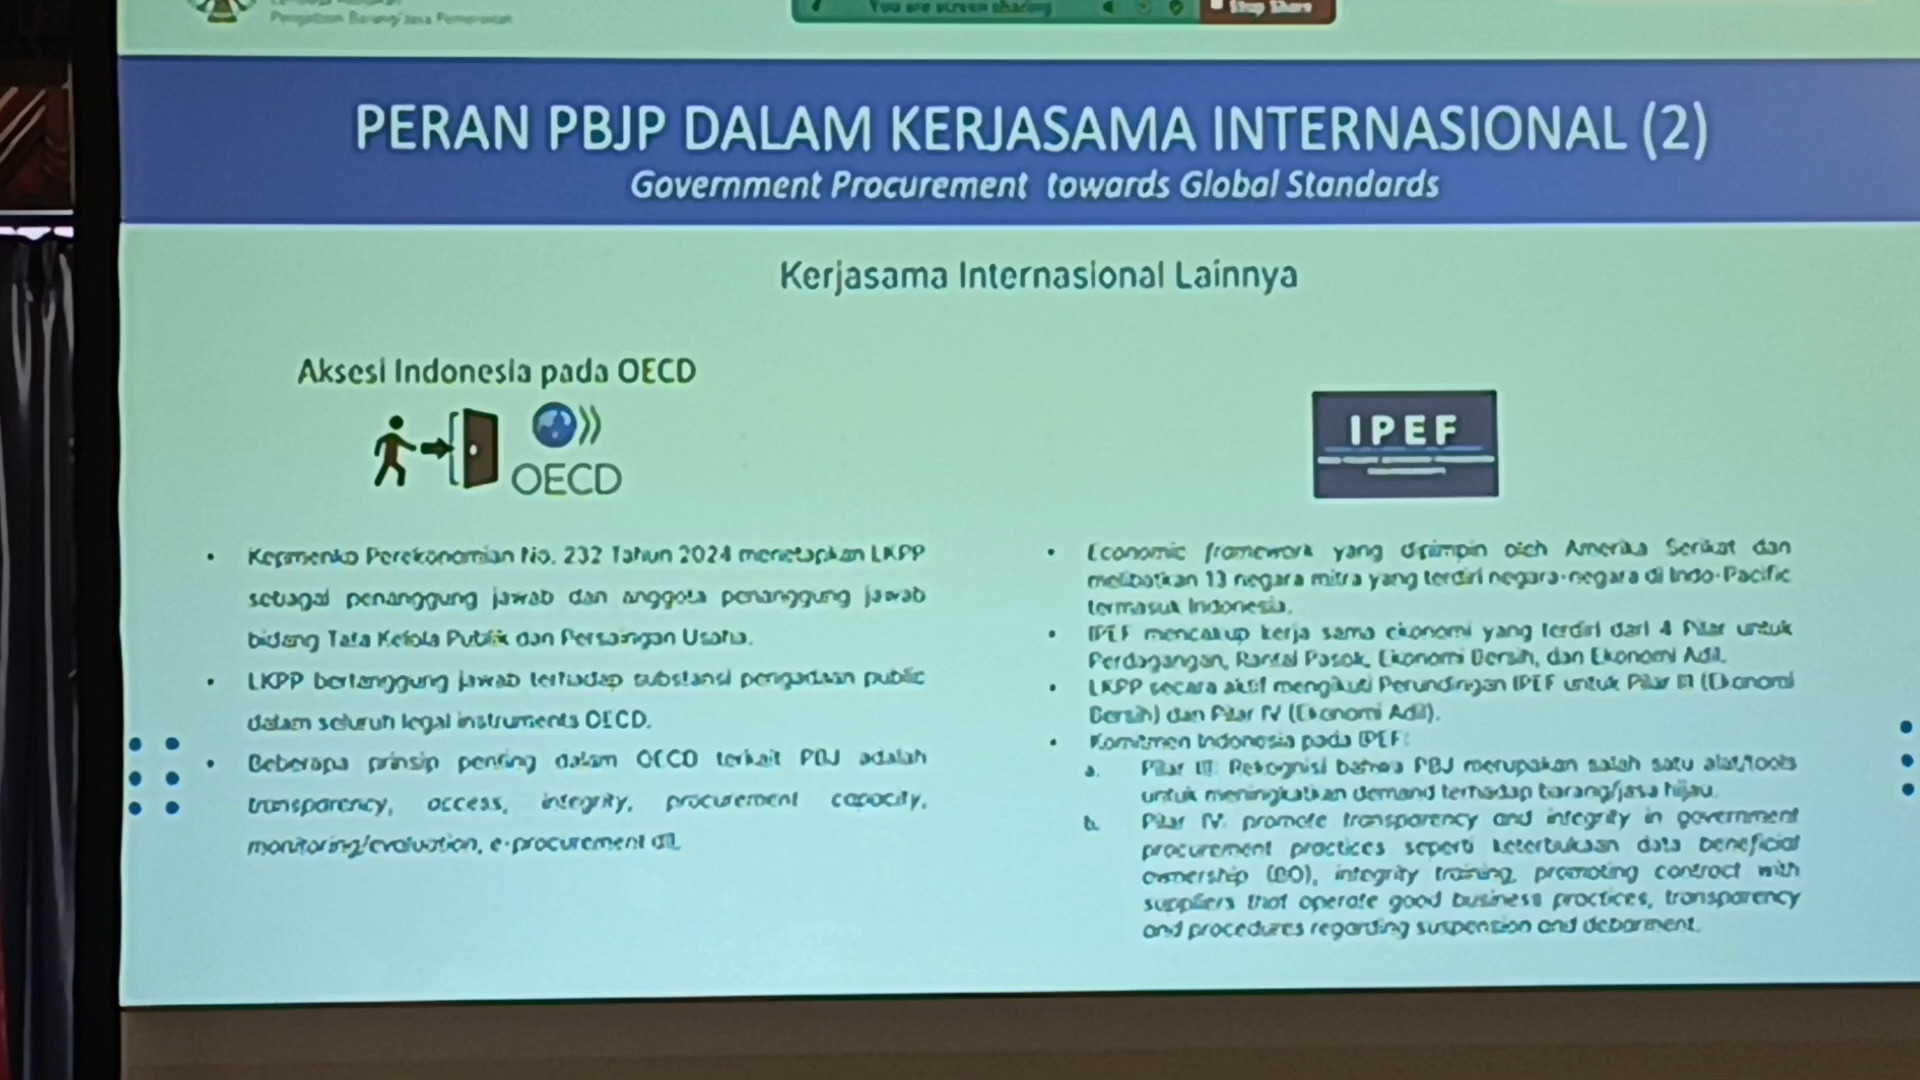 Pengadaan Barang/Jasa Pemerintah
You are screen sharing
Stop Share
PERAN PBJP DALAM KERJASAMA INTERNASIONAL (2)
Government Procurement towards Global Standards
Kerjasama Internasional Lainnya
Aksesi Indonesia pada OECD
OECD
• Kepmenko Perekonomian No. 232 Tahun 2024 menetapkan LKPP
sebagai penanggung jawab dan anggota penanggung jawab
bidang Tata Kelola Publik dan Persaingan Usaha.
• LKPP bertanggung jawab terhadap substansi pengadaan public
dalam seluruh legal instruments OECD.
• Beberapa prinsip penting dalam OECD terkait PBJ adalah
transparency, access, integrity, procurement capacity,
monitoring/evaluation, e-procurement dll.
IPEF
• Economic framework yang dipimpin oleh Amerika Serikat dan
melibatkan 13 negara mitra yang terdiri negara-negara di Indo-Pacific
termasuk Indonesia.
• IPEF mencakup kerja sama ekonomi yang terdiri dari 4 Pilar untuk
Perdagangan, Rantai Pasok, Ekonomi Bersih, dan Ekonomi Adil.
• LKPP secara aktif mengikuti Perundingan IPEF untuk Pilar III (Ekonomi
Bersih) dan Pilar IV (Ekonomi Adil).
• Komitmen Indonesia pada IPEF:
a. Pilar III: Rekognisi bahwa PBJ merupakan salah satu alat/tools
untuk meningkatkan demand terhadap barang/jasa hijau.
b. Pilar IV: promote transparency and integrity in government
procurement practices seperti keterbukaan data beneficial
ownership (BO), integrity training, promoting contract with
suppliers that operate good business practices, transparency
and procedures regarding suspension and debarment.